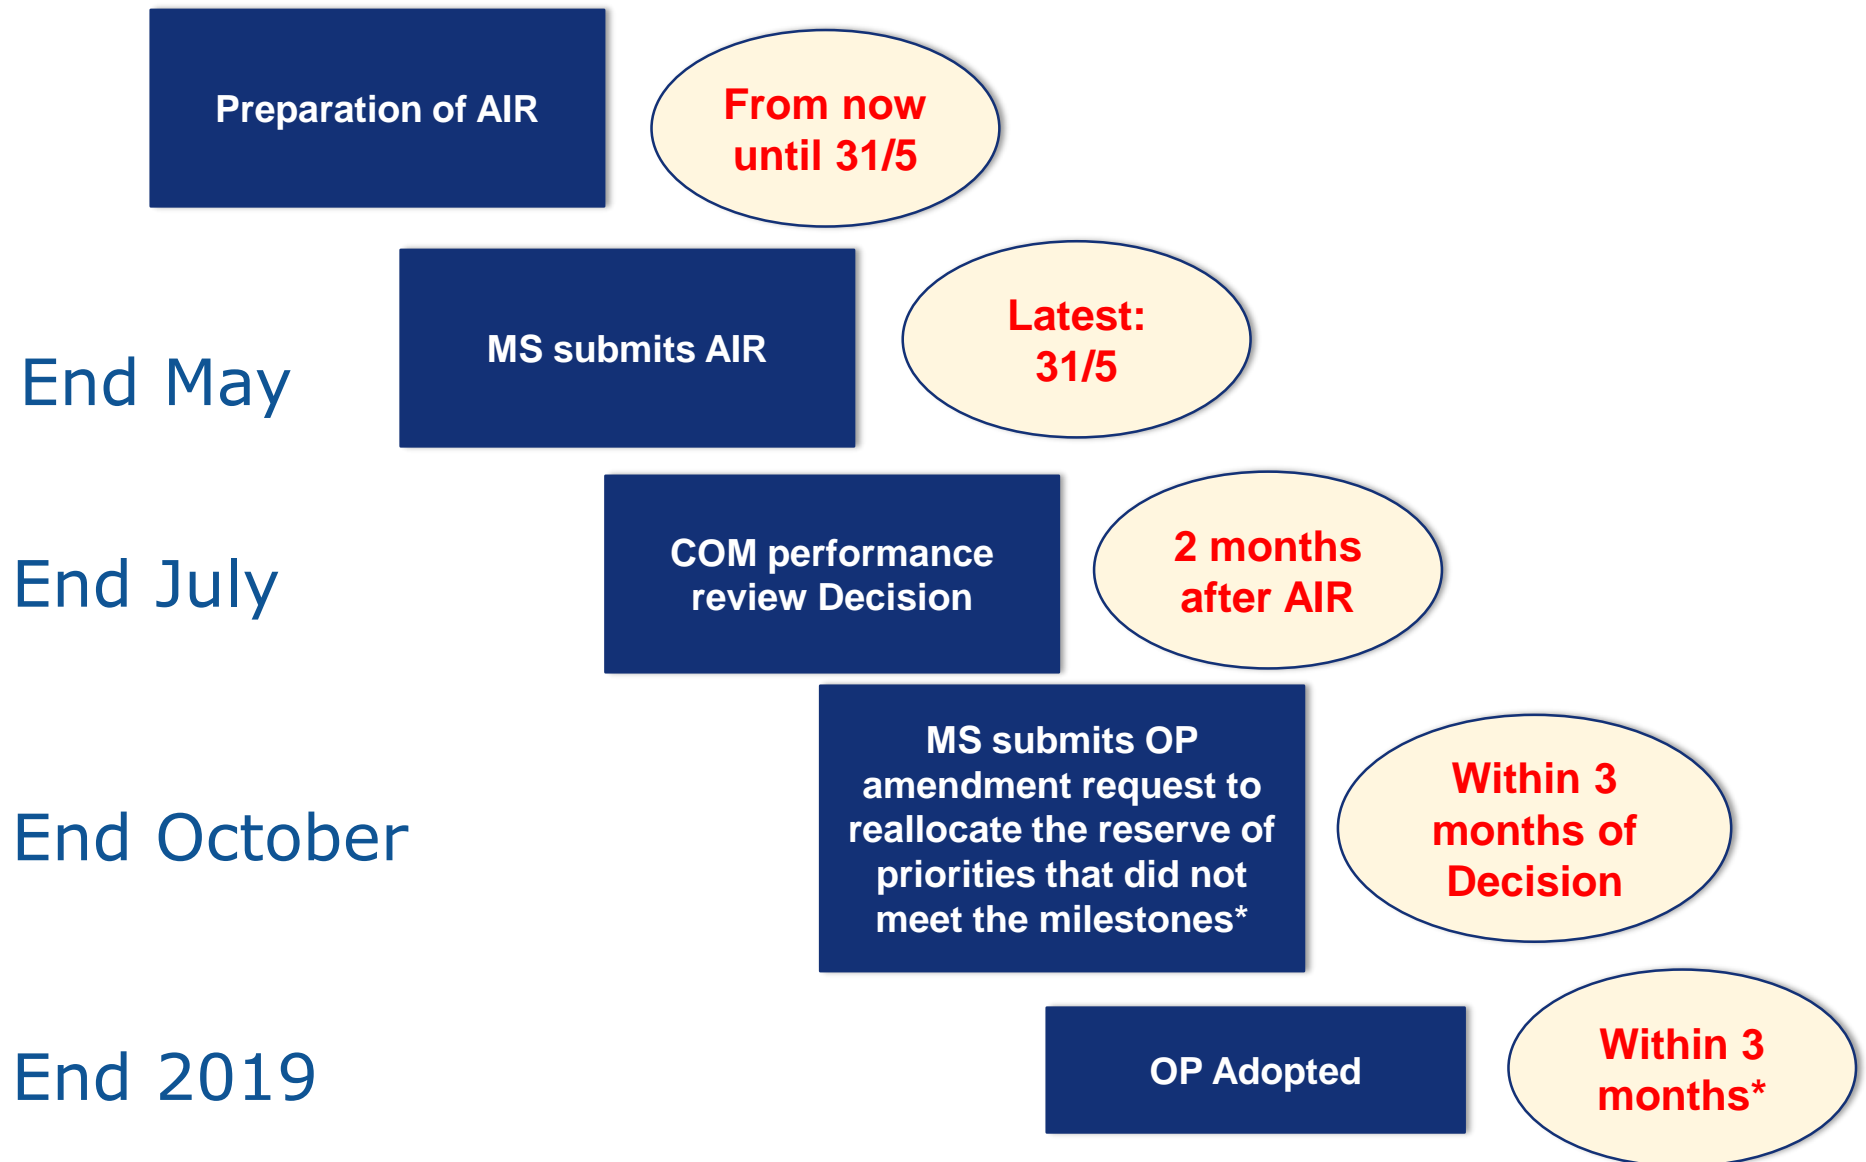 Preparation of AIR
From now
until 31/5
End May
MS submits AIR
Latest:
31/5
End July
COM performance
review Decision
2 months
after AIR
End October
MS submits OP
amendment request to
reallocate the reserve of
priorities that did not
meet the milestones*
Within 3
months of
Decision
End 2019
OP Adopted
Within 3
months*